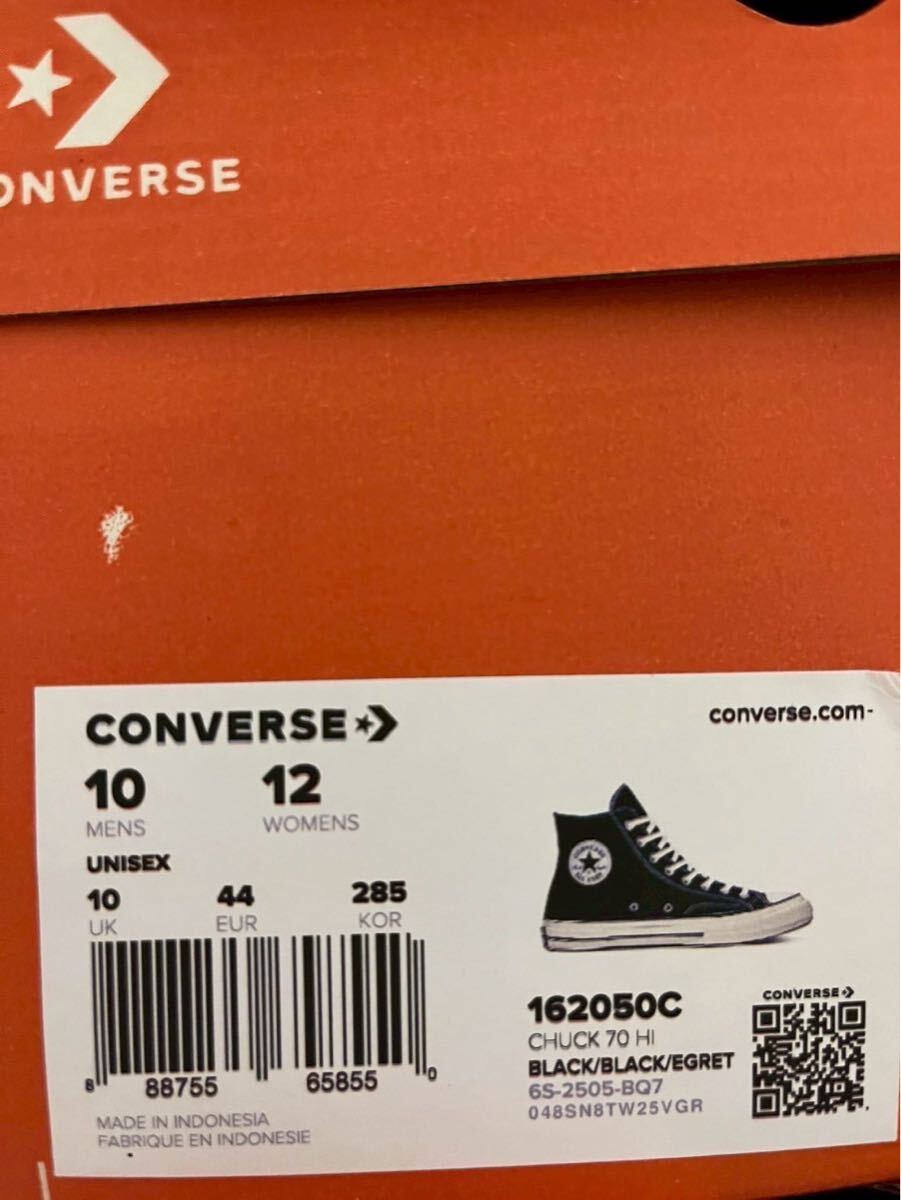 ONVERSE
CONVERSE
converse.com-
10 12
MENS WOMENS
UNISEX
10 44 285
UK EUR KOR
8 88755 65855 0
MADE IN INDONESIA
FABRIQUE EN INDONESIE
162050C
CHUCK 70 HI
BLACK/BLACK/EGRET
6S-2505-BQ7
048SN8TW25VGR
CONVERSE